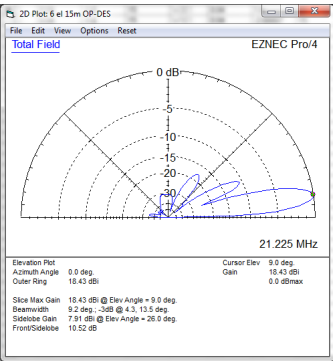 2D Plot: 6 el 15m OP-DES
File Edit View Options Reset
Total Field
EZNEC Pro/4
0 dB
-5
-10
-15
-20
-30
21.225 MHz
Elevation Plot
Azimuth Angle 0.0 deg.
Outer Ring 18.43 dBi
Cursor Elev 9.0 deg.
Gain 18.43 dBi
0.0 dBmax
Slice Max Gain 18.43 dBi @ Elev Angle = 9.0 deg.
Beamwidth 9.2 deg.; -3dB @ 4.3, 13.5 deg.
Sidelobe Gain 7.91 dBi @ Elev Angle = 26.0 deg.
Front/Sidelobe 10.52 dB